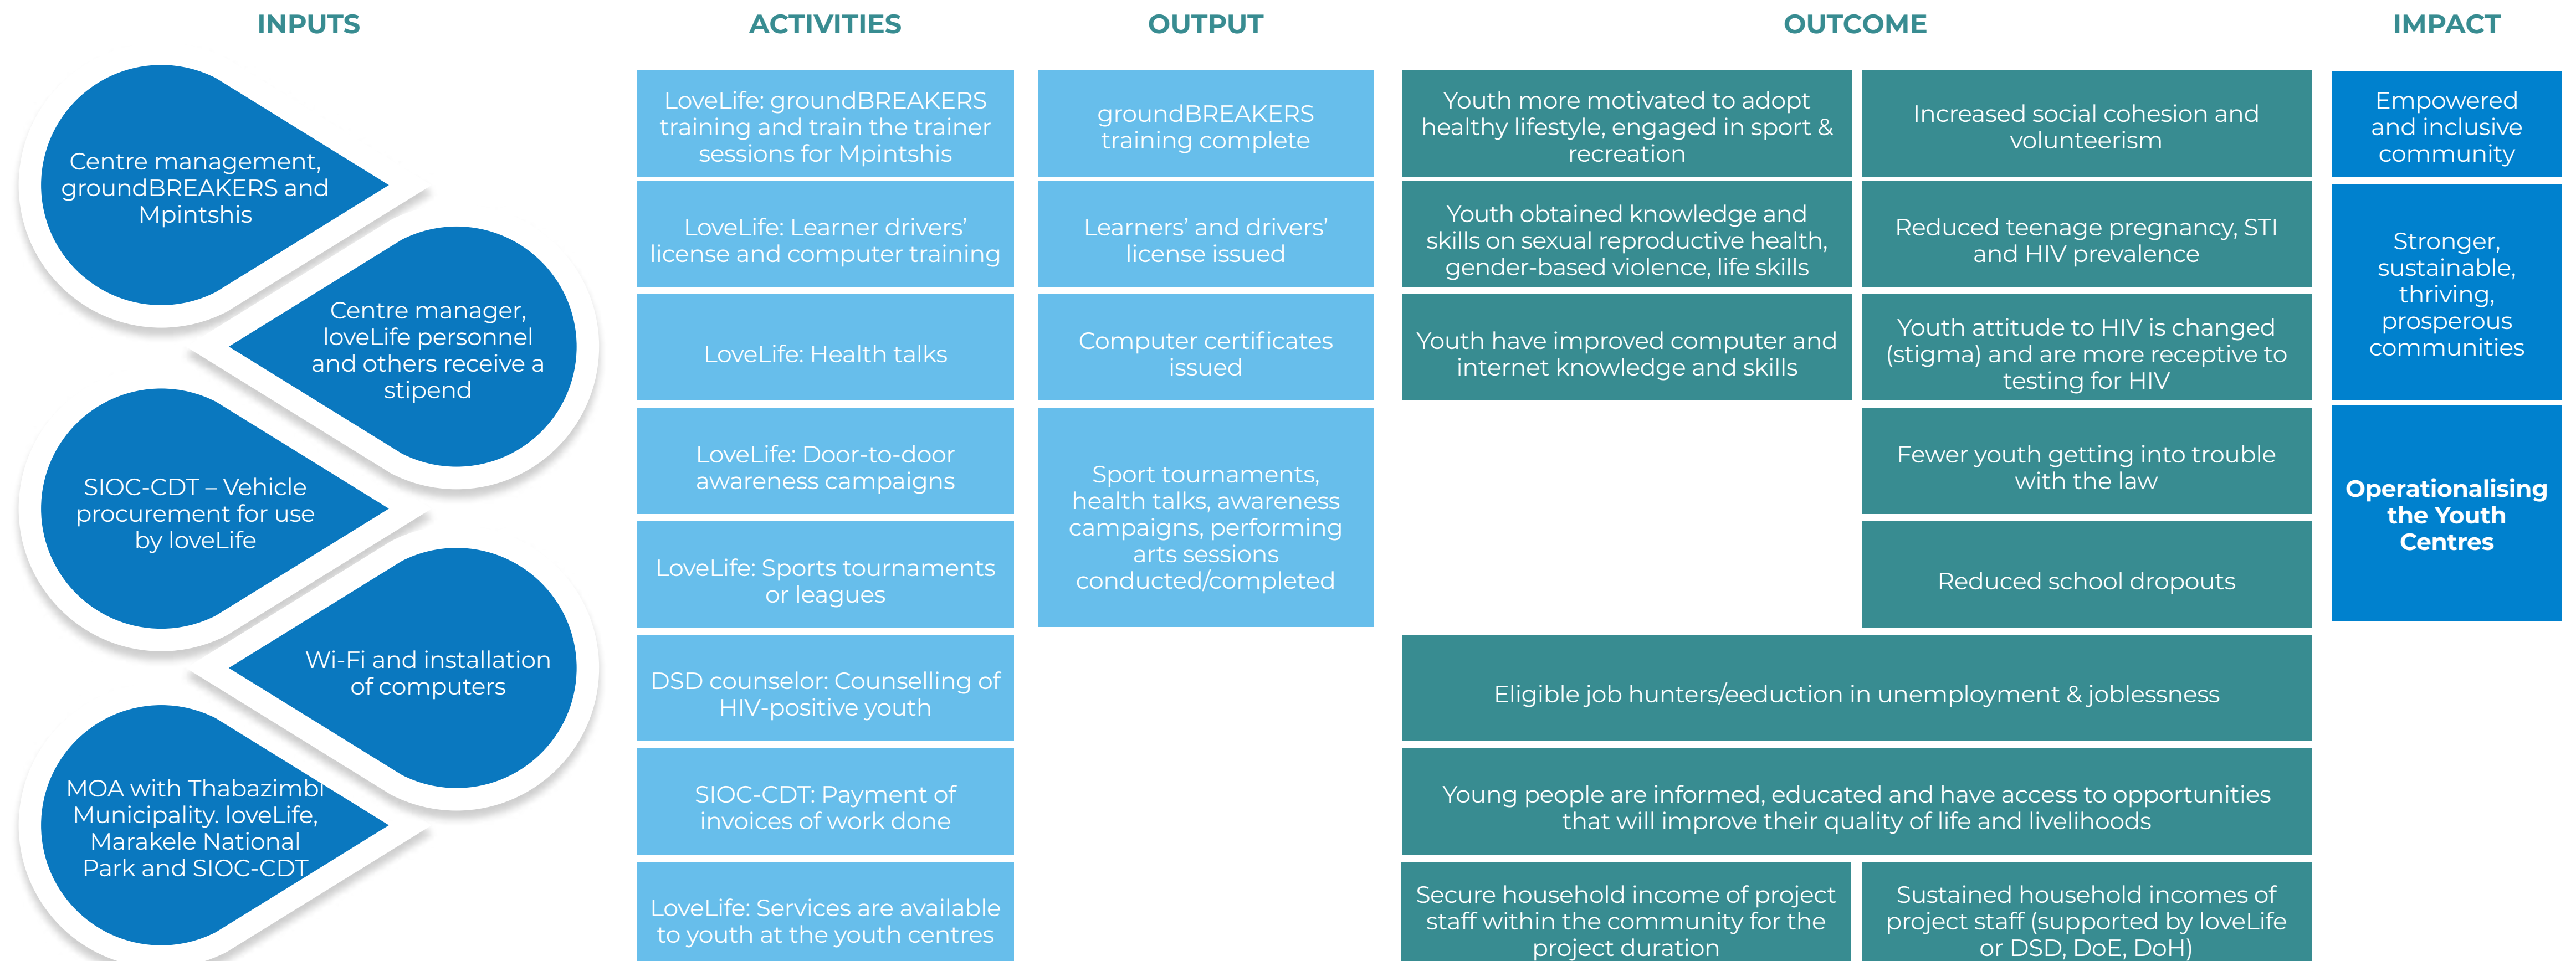 INPUTS
Centre management,
groundBREAKERS and
Mpintshis
Centre manager,
loveLife personnel
and others receive a
stipend
SIOC-CDT – Vehicle
procurement for use
by loveLife
Wi-Fi and installation
of computers
MOA with Thabazimbi
Municipality. loveLife,
Marakele National
Park and SIOC-CDT
ACTIVITIES
LoveLife: groundBREAKERS
training and train the trainer
sessions for Mpintshis
LoveLife: Learner drivers’
license and computer training
LoveLife: Health talks
LoveLife: Door-to-door
awareness campaigns
LoveLife: Sports tournaments
or leagues
DSD counselor: Counselling of
HIV-positive youth
SIOC-CDT: Payment of
invoices of work done
LoveLife: Services are available
to youth at the youth centres
OUTPUT
groundBREAKERS
training complete
Learners’ and drivers’
license issued
Computer certificates
issued
Sport tournaments,
health talks, awareness
campaigns, performing
arts sessions
conducted/completed
OUTCOME
Youth more motivated to adopt
healthy lifestyle, engaged in sport &
recreation
Increased social cohesion and
volunteerism
Youth obtained knowledge and
skills on sexual reproductive health,
gender-based violence, life skills
Reduced teenage pregnancy, STI
and HIV prevalence
Youth have improved computer and
internet knowledge and skills
Youth attitude to HIV is changed
(stigma) and are more receptive to
testing for HIV
Fewer youth getting into trouble
with the law
Reduced school dropouts
Eligible job hunters/eeduction in unemployment & joblessness
Young people are informed, educated and have access to opportunities
that will improve their quality of life and livelihoods
Secure household income of project
staff within the community for the
project duration
Sustained household incomes of
project staff (supported by loveLife
or DSD, DoE, DoH)
IMPACT
Empowered
and inclusive
community
Stronger,
sustainable,
thriving,
prosperous
communities
Operationalising
the Youth
Centres